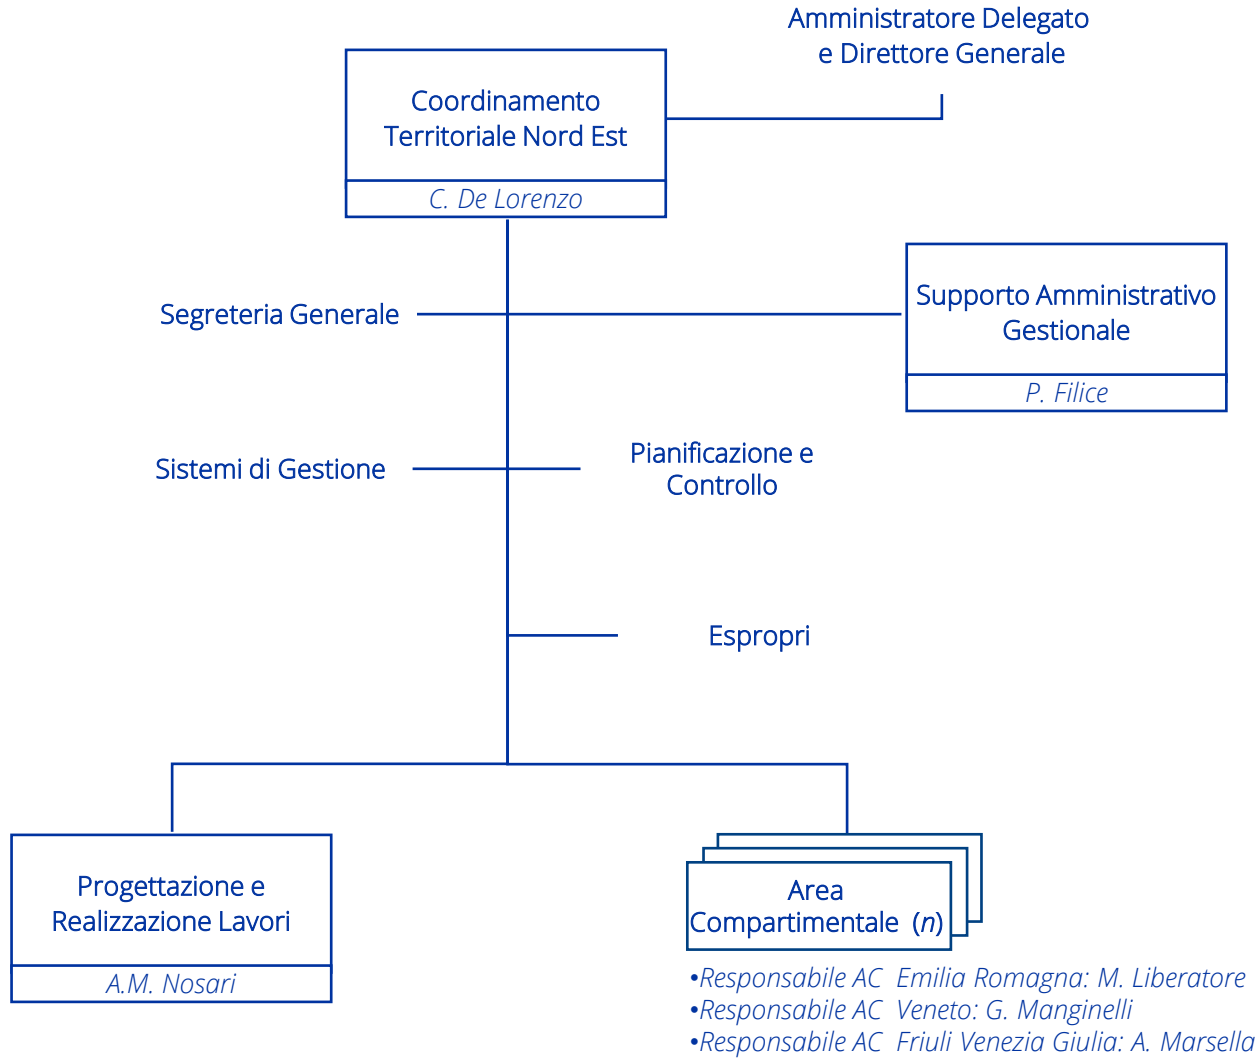 Amministratore Delegato
e Direttore Generale
Coordinamento
Territoriale Nord Est
C. De Lorenzo
Segreteria Generale
Supporto Amministrativo
Gestionale
P. Filice
Sistemi di Gestione
Pianificazione e
Controllo
Espropri
Progettazione e
Realizzazione Lavori
A.M. Nosari
Area
Compartimentale (n)
•Responsabile AC Emilia Romagna: M. Liberatore
•Responsabile AC Veneto: G. Manginelli
•Responsabile AC Friuli Venezia Giulia: A. Marsella